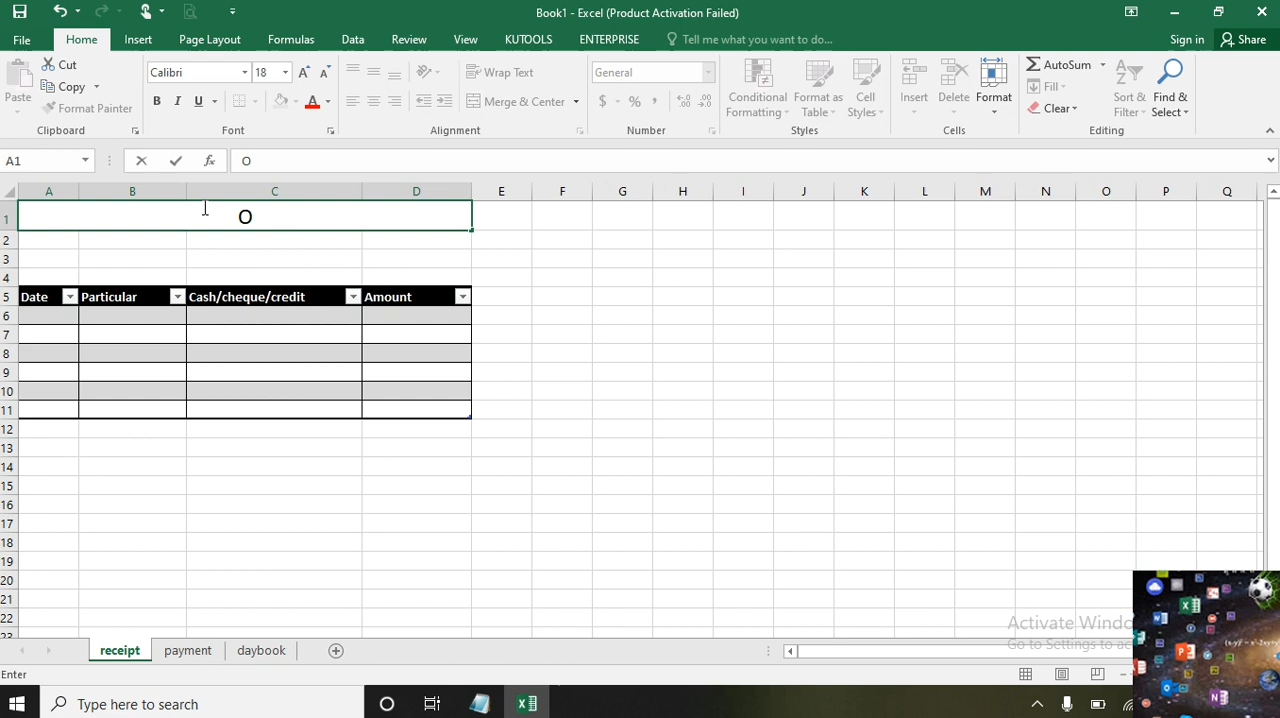 Book1 - Excel (Product Activation Failed)
File Home Insert Page Layout Formulas Data Review View KUTOOLS ENTERPRISE Tell me what you want to do... Sign in Share
Paste
Cut
Copy
Format Painter
Clipboard
Calibri 18
B I U A
Font
Wrap Text
Merge & Center
Alignment
General
$ % ,
Number
Conditional Formatting
Format as Table
Cell Styles
Styles
Insert Delete Format
Cells
AutoSum
Fill
Clear
Sort & Filter
Find & Select
Editing
A1 fx O
A B C D E F G H I J K L M N O P Q
1 O
2
3
4
5 Date Particular Cash/cheque/credit Amount
6
7
8
9
10
11
12
13
14
15
16
17
18
19
20
21
22
23
Activate Windo
Go to Settings to ac
receipt payment daybook
Enter
Type here to search